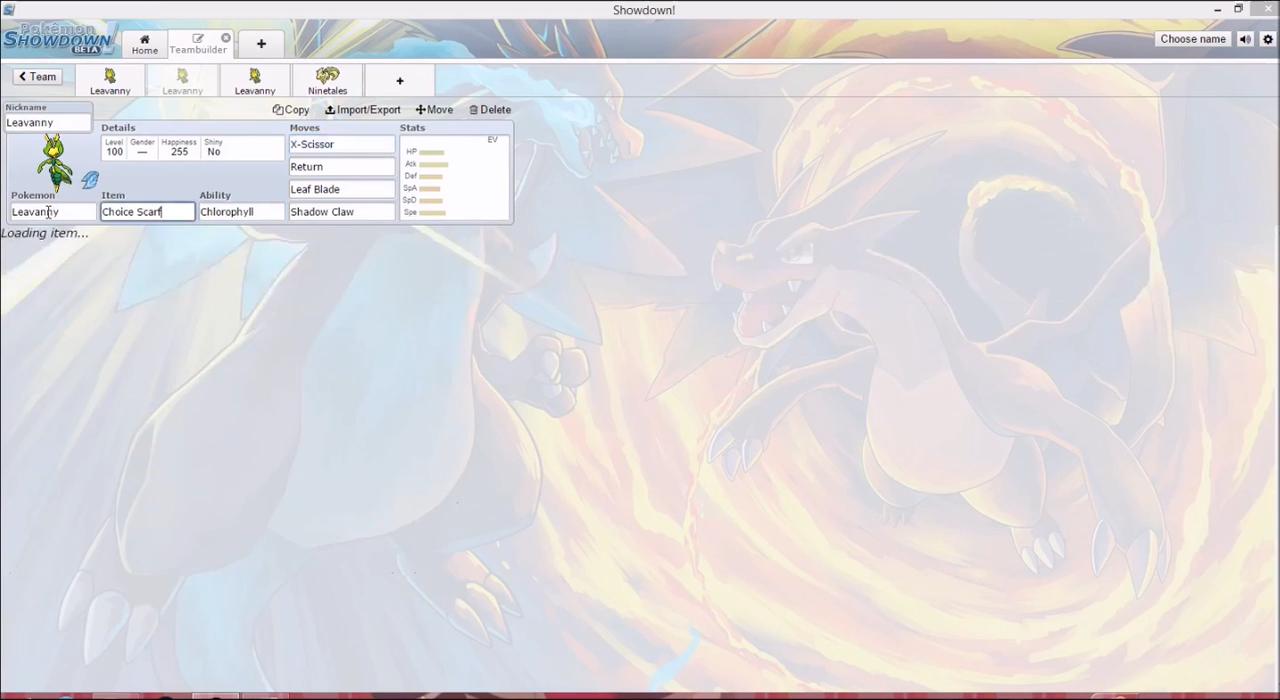 Showdown!
Pokémon
SHOWDOWN
BETA
Home
Teambuilder
+
Choose name
< Team
Leavanny
Leavanny
Leavanny
Ninetales
+
Nickname
Leavanny
Copy
Import/Export
Move
Delete
Details
Moves
Stats
Level
100
Gender
—
Happiness
255
Shiny
No
X-Scissor
Return
Leaf Blade
Shadow Claw
EV
HP
Atk
Def
SpA
SpD
Spe
Pokemon
Item
Ability
Leavanny
Choice Scarf
Chlorophyll
Loading item...